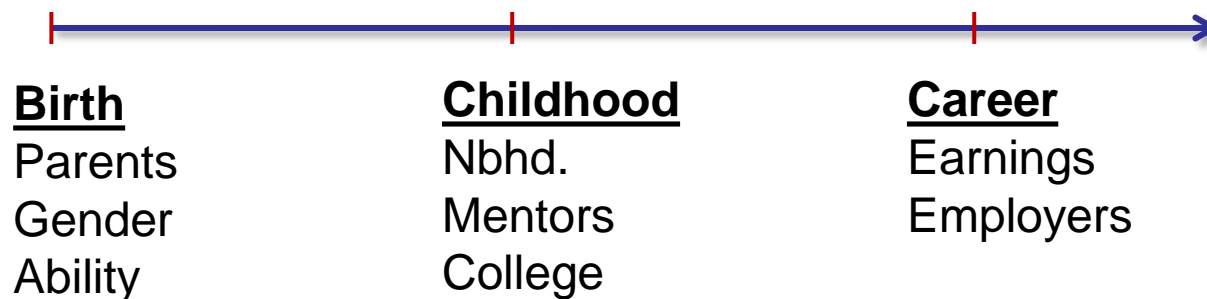 Birth
Parents
Gender
Ability
Childhood
Nbhd.
Mentors
College
Career
Earnings
Employers